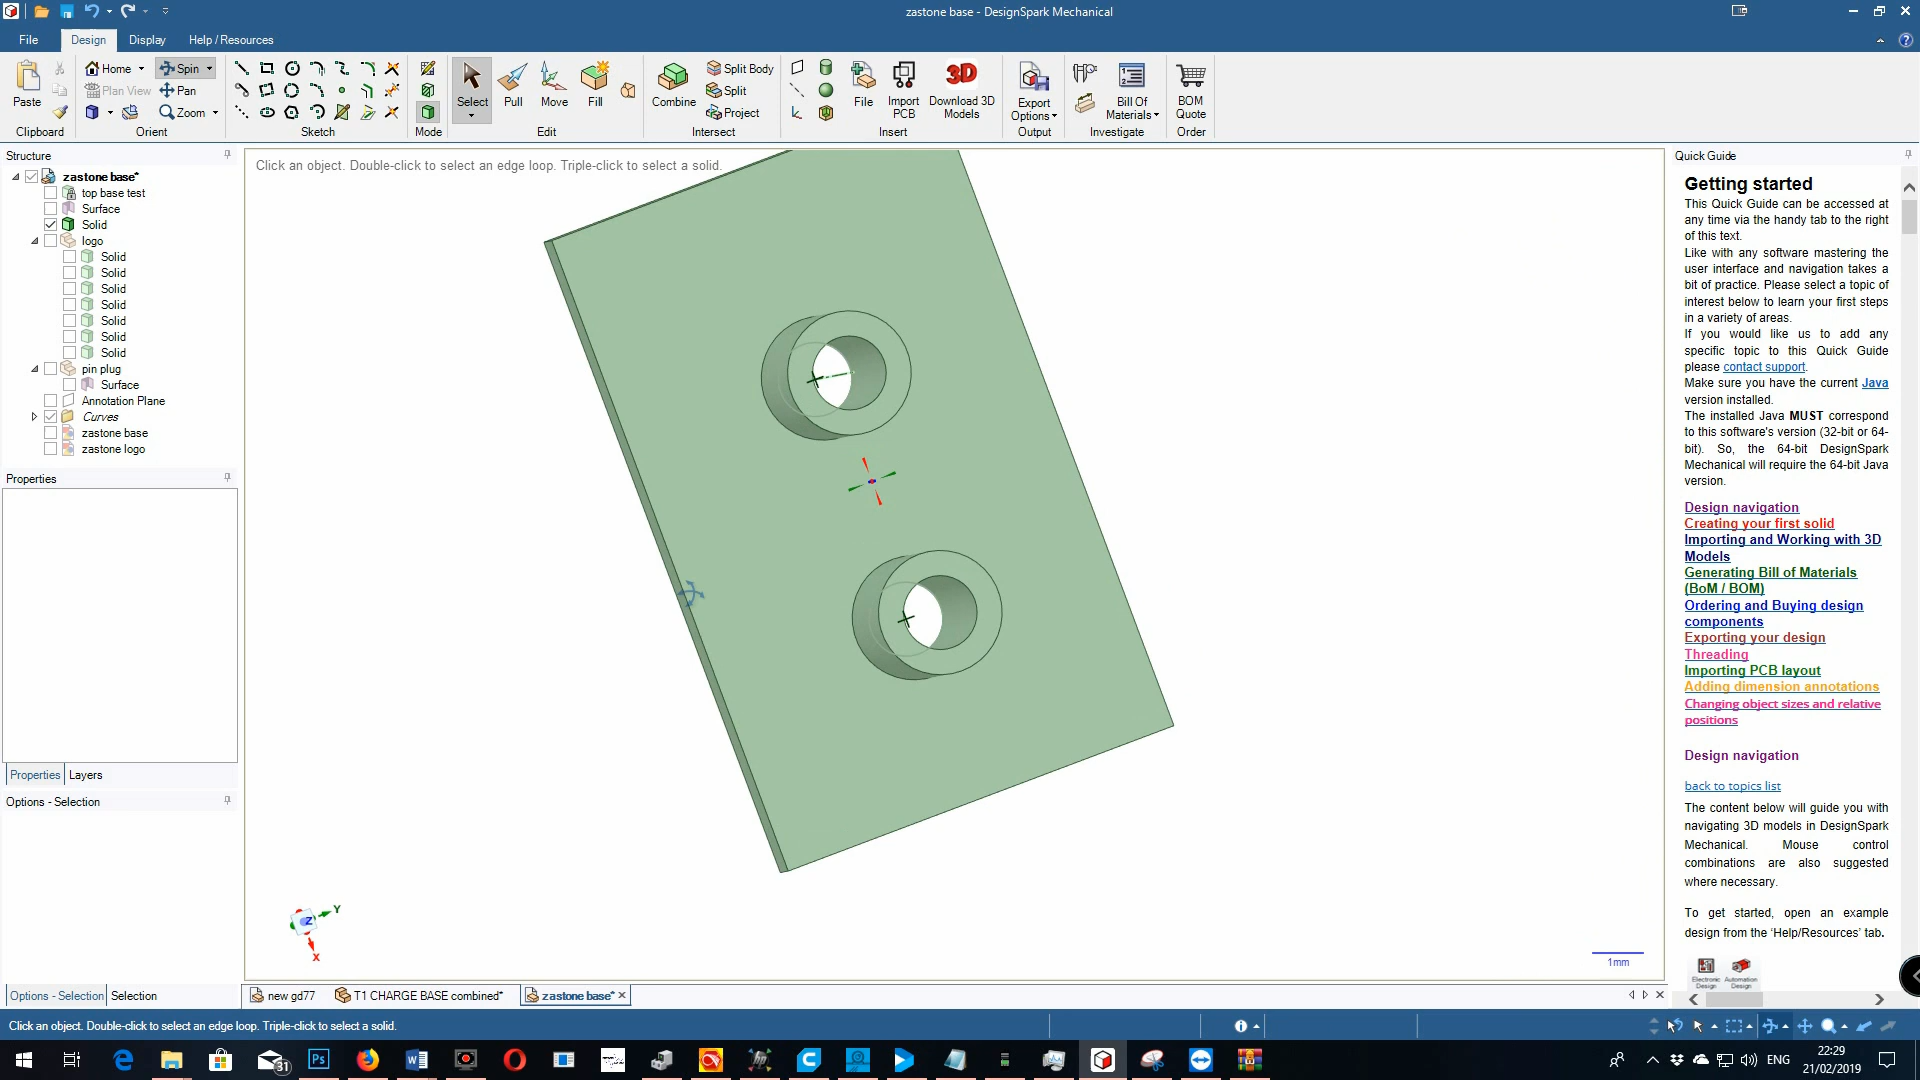 zastone base - DesignSpark Mechanical
File Design Display Help / Resources
Paste
Clipboard
Home Spin
Plan View Pan
Zoom
Orient
Sketch
Mode
Select Pull Move Fill
Edit
Combine Split Body
Split
Project
Intersect
File Import PCB Download 3D Models
3D
Insert
Export Options
Output
Bill Of Materials
Investigate
BOM Quote
Order
Structure
zastone base*
top base test
Surface
Solid
logo
Solid
Solid
Solid
Solid
Solid
Solid
Solid
pin plug
Surface
Annotation Plane
Curves
zastone base
zastone logo
Properties
Properties Layers
Options - Selection
Options - Selection Selection
Click an object. Double-click to select an edge loop. Triple-click to select a solid.
Z
Y
X
1mm
new gd77 T1 CHARGE BASE combined* zastone base*
Quick Guide
Getting started
This Quick Guide can be accessed at
any time via the handy tab to the right
of this text.
Like with any software mastering the
user interface and navigation takes a
bit of practice. Please select a topic of
interest below to learn your first steps
in a variety of areas.
If you would like us to add any
specific topic to this Quick Guide
please contact support.
Make sure you have the current Java
version installed.
The installed Java MUST correspond
to this software's version (32-bit or 64-
bit). So, the 64-bit DesignSpark
Mechanical will require the 64-bit Java
version.
Design navigation
Creating your first solid
Importing and Working with 3D
Models
Generating Bill of Materials
(BoM / BOM)
Ordering and Buying design
components
Exporting your design
Threading
Importing PCB layout
Adding dimension annotations
Changing object sizes and relative
positions
Design navigation
back to topics list
The content below will guide you with
navigating 3D models in DesignSpark
Mechanical. Mouse control
combinations are also suggested
where necessary.
To get started, open an example
design from the 'Help/Resources' tab.
Electronic Design Automation Design
Click an object. Double-click to select an edge loop. Triple-click to select a solid.
31
Ps
ENG
22:29
21/02/2019